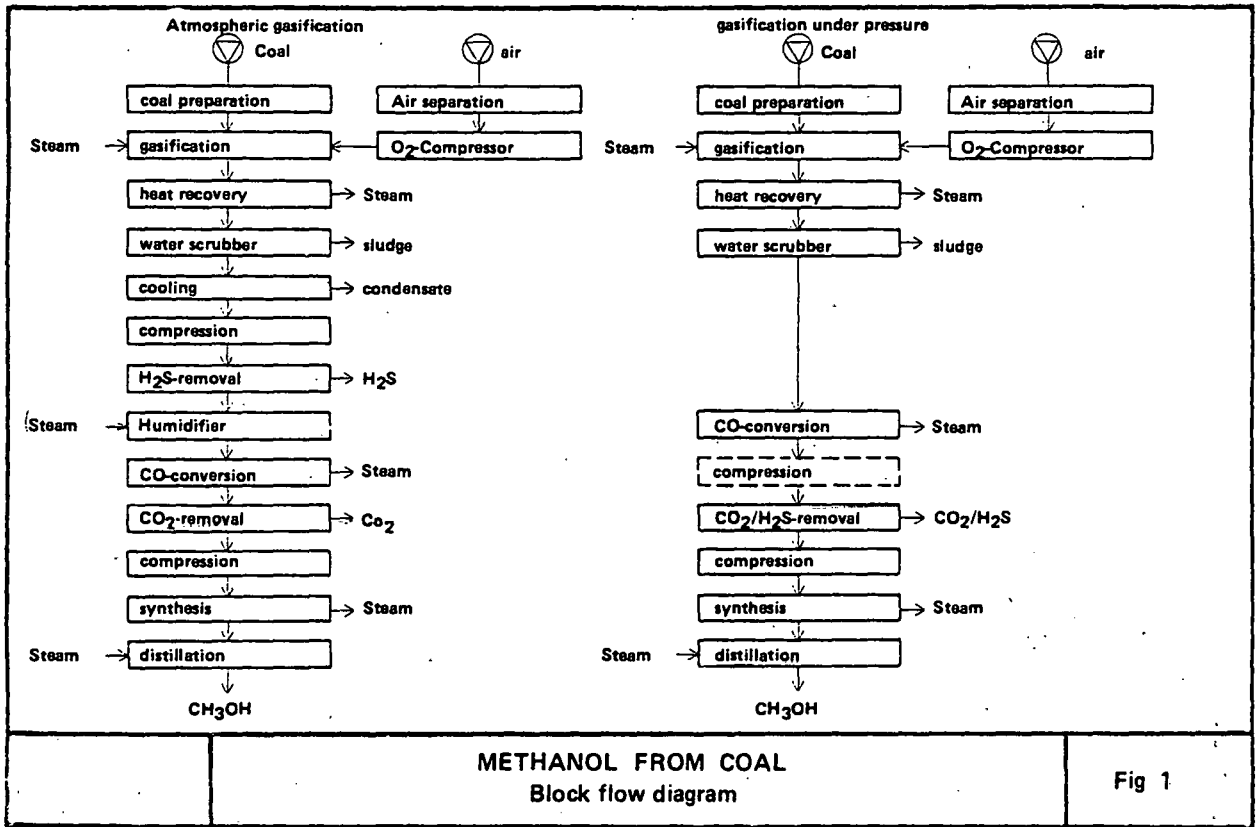 Atmospheric gasification
Coal
air
coal preparation
Air separation
Steam
gasification
O2-Compressor
heat recovery
Steam
water scrubber
sludge
cooling
condensate
compression
H2S-removal
H2S
Steam
Humidifier
CO-conversion
Steam
CO2-removal
Co2
compression
synthesis
Steam
Steam
distillation
CH3OH
gasification under pressure
Coal
air
coal preparation
Air separation
Steam
gasification
O2-Compressor
heat recovery
Steam
water scrubber
sludge
CO-conversion
Steam
compression
CO2/H2S-removal
CO2/H2S
compression
synthesis
Steam
Steam
distillation
CH3OH
METHANOL FROM COAL
Block flow diagram
Fig 1